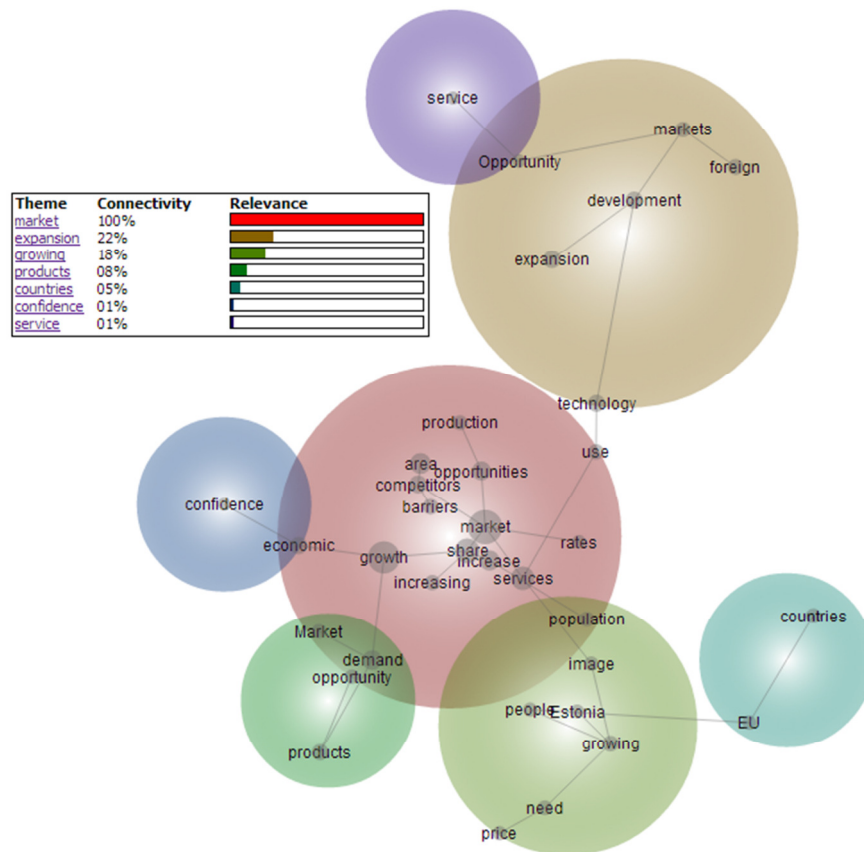 service
markets
Opportunity
foreign
development
expansion
Theme Connectivity Relevance
market 100%
expansion 22%
growing 18%
products 08%
countries 05%
confidence 01%
service 01%
technology
production
use
area
opportunities
competitors
confidence
barriers
market
economic
growth
share
rates
increase
increasing
services
countries
population
Market
demand
image
opportunity
people
Estonia
EU
growing
products
need
price